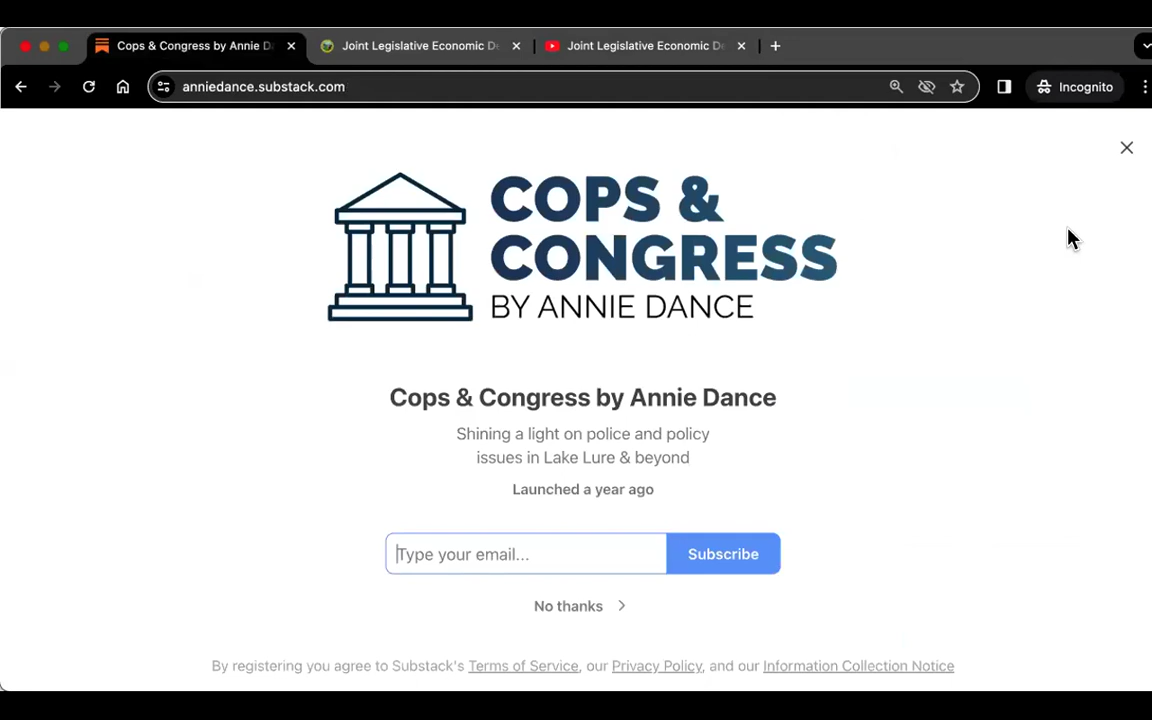 Cops & Congress by Annie D
Joint Legislative Economic De
Joint Legislative Economic De
anniedance.substack.com
Incognito
COPS &
CONGRESS
BY ANNIE DANCE
Cops & Congress by Annie Dance
Shining a light on police and policy
issues in Lake Lure & beyond
Launched a year ago
Type your email...
Subscribe
No thanks
By registering you agree to Substack's Terms of Service, our Privacy Policy, and our Information Collection Notice